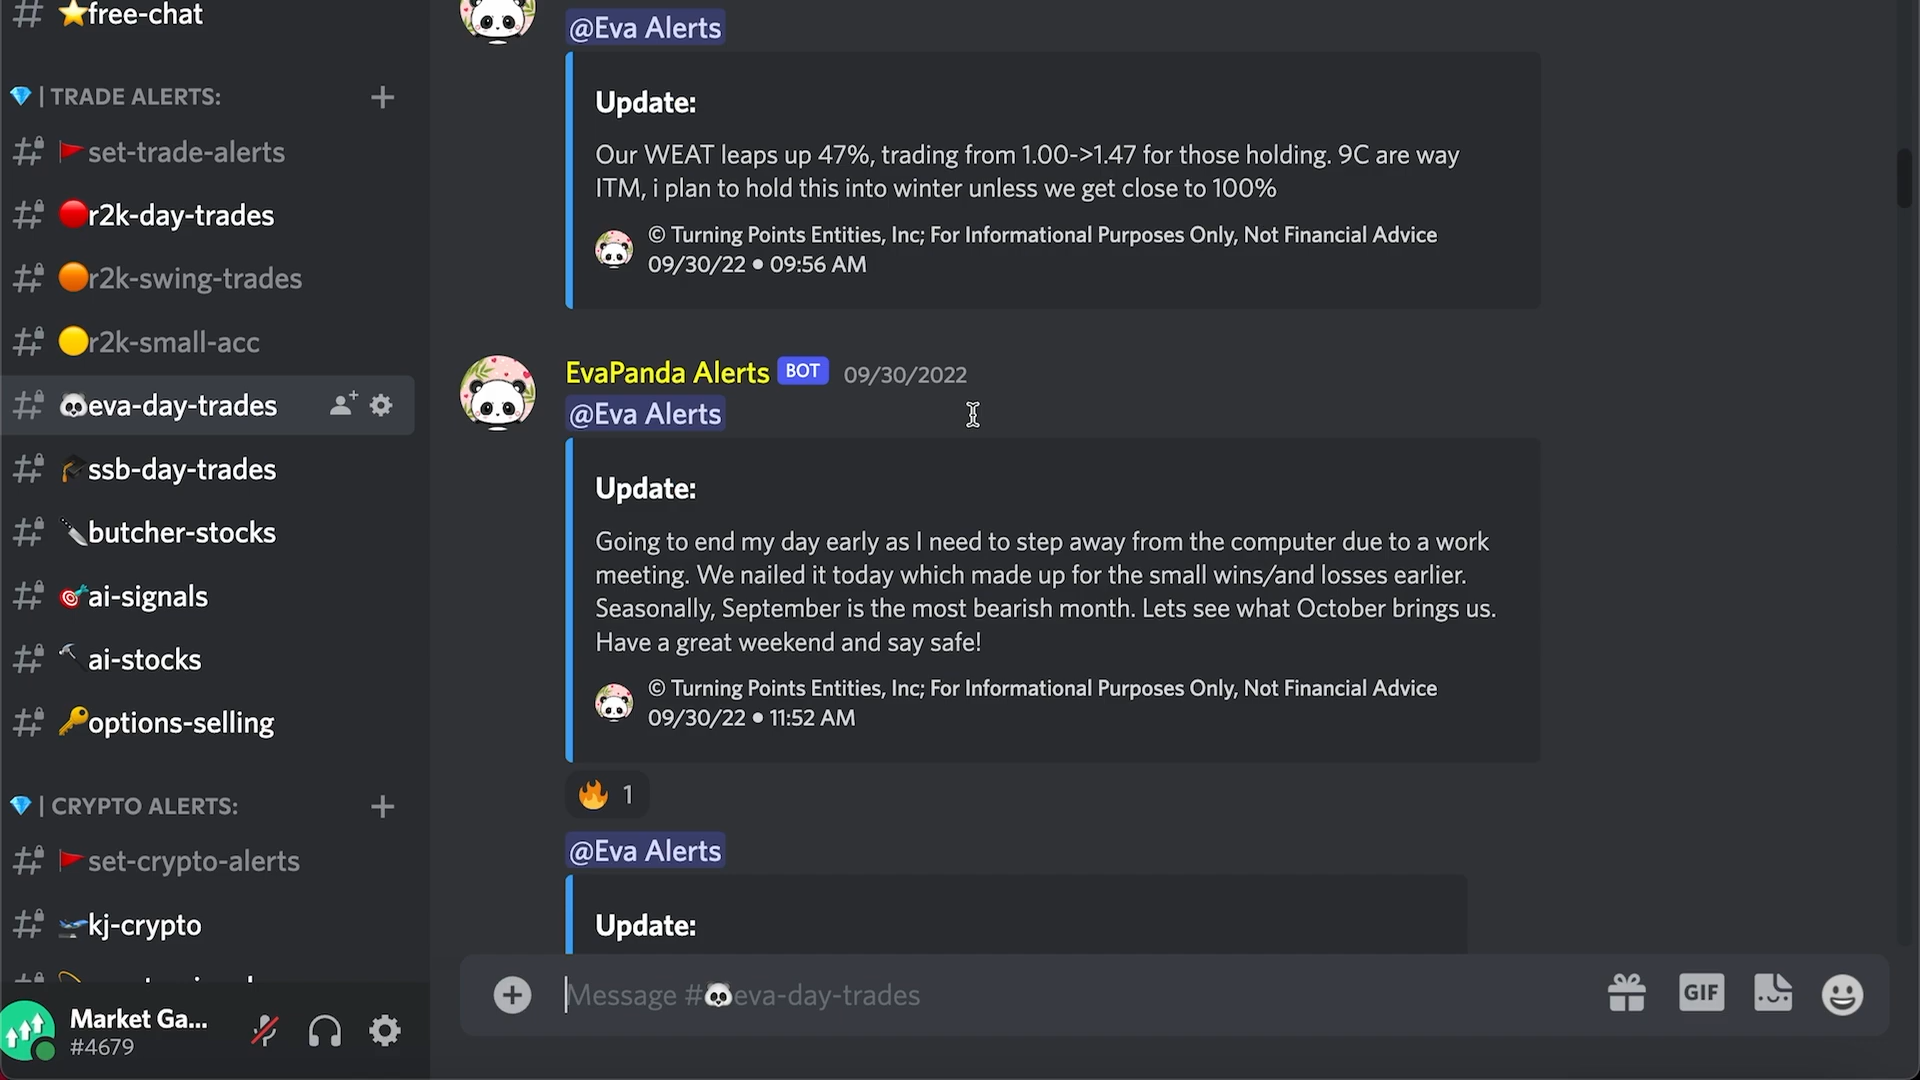 free-chat
| TRADE ALERTS:
set-trade-alerts
r2k-day-trades
r2k-swing-trades
r2k-small-acc
eva-day-trades
ssb-day-trades
butcher-stocks
ai-signals
ai-stocks
options-selling
| CRYPTO ALERTS:
set-crypto-alerts
kj-crypto
Market Ga...
#4679
@Eva Alerts
Update:
Our WEAT leaps up 47%, trading from 1.00->1.47 for those holding. 9C are way
ITM, i plan to hold this into winter unless we get close to 100%
© Turning Points Entities, Inc; For Informational Purposes Only, Not Financial Advice
09/30/22 • 09:56 AM
EvaPanda Alerts BOT 09/30/2022
@Eva Alerts
Update:
Going to end my day early as I need to step away from the computer due to a work
meeting. We nailed it today which made up for the small wins/and losses earlier.
Seasonally, September is the most bearish month. Lets see what October brings us.
Have a great weekend and say safe!
© Turning Points Entities, Inc; For Informational Purposes Only, Not Financial Advice
09/30/22 • 11:52 AM
🔥 1
@Eva Alerts
Update:
Message #🐼eva-day-trades
GIF